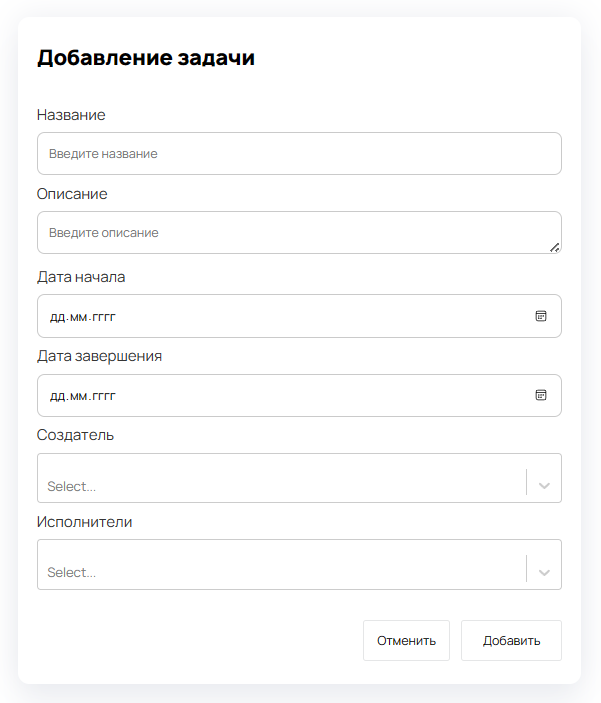 Добавление задачи
Название
Введите название
Описание
Введите описание
Дата начала
дд.мм.гггг
Дата завершения
дд.мм.гггг
Создатель
Select...
Исполнители
Select...
Отменить Добавить